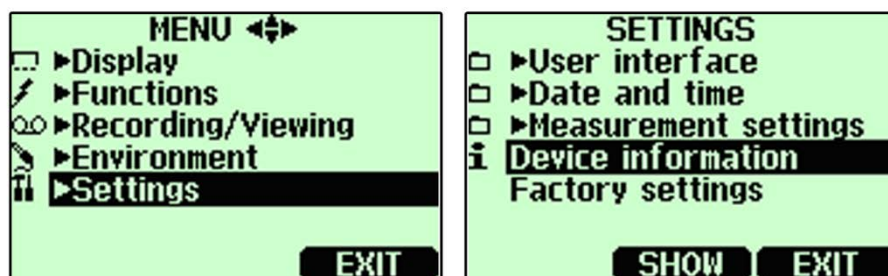 MENU
Display
Functions
Recording/Viewing
Environment
Settings
EXIT
SETTINGS
User interface
Date and time
Measurement settings
Device information
Factory settings
SHOW EXIT